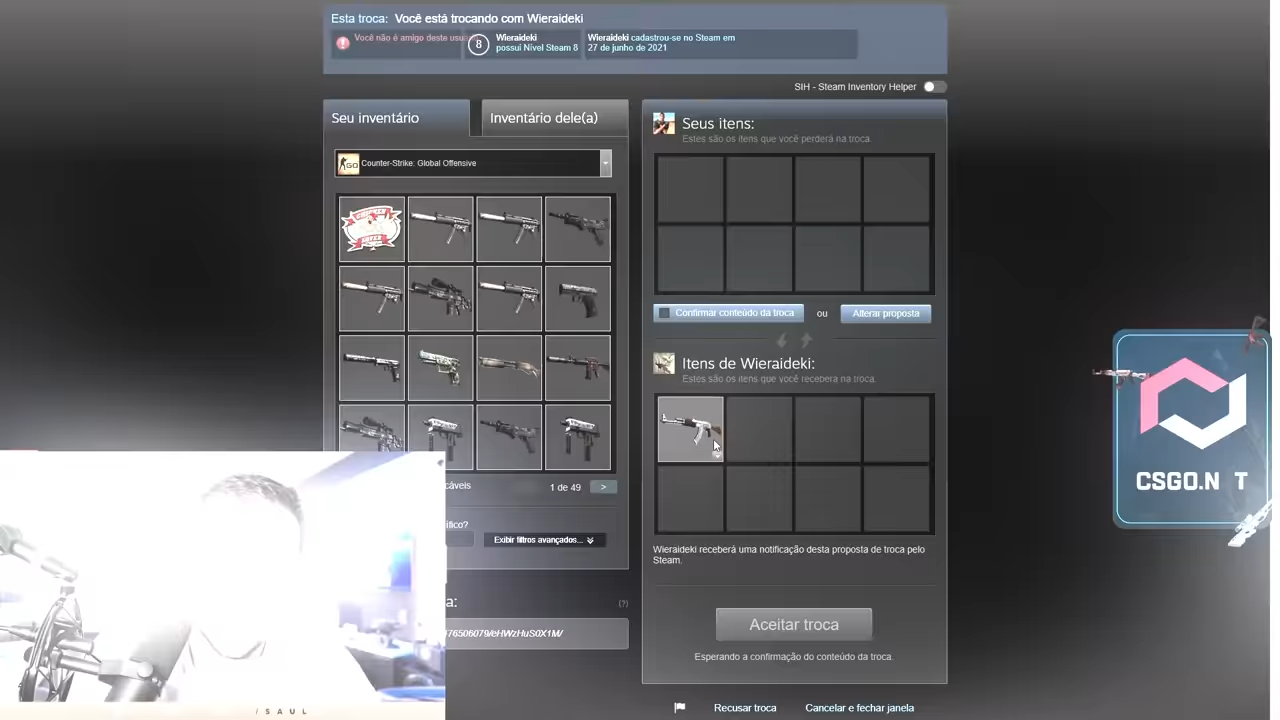 Esta troca: Você está trocando com Wieraideki
Você não é amigo deste usu
8
Wieraideki
possui Nível Steam 8
Wieraideki cadastrou-se no Steam em
27 de junho de 2021
SIH - Steam Inventory Helper
Seu inventário
Inventário dele(a)
GO Counter-Strike: Global Offensive
Seus itens:
Estes são os itens que você perderá na troca.
Confirmar conteúdo da troca
ou
Alterar proposta
Itens de Wieraideki:
Estes são os itens que você receberá na troca.
cáveis
1 de 49
>
ífico?
Exibir filtros avançados...
Wieraideki receberá uma notificação desta proposta de troca pelo
Steam.
a:
(?)
76506079/eHWzHuS0X1M/
Aceitar troca
Esperando a confirmação do conteúdo da troca.
Recusar troca
Cancelar e fechar janela
CSGO.N T
/ S A U L